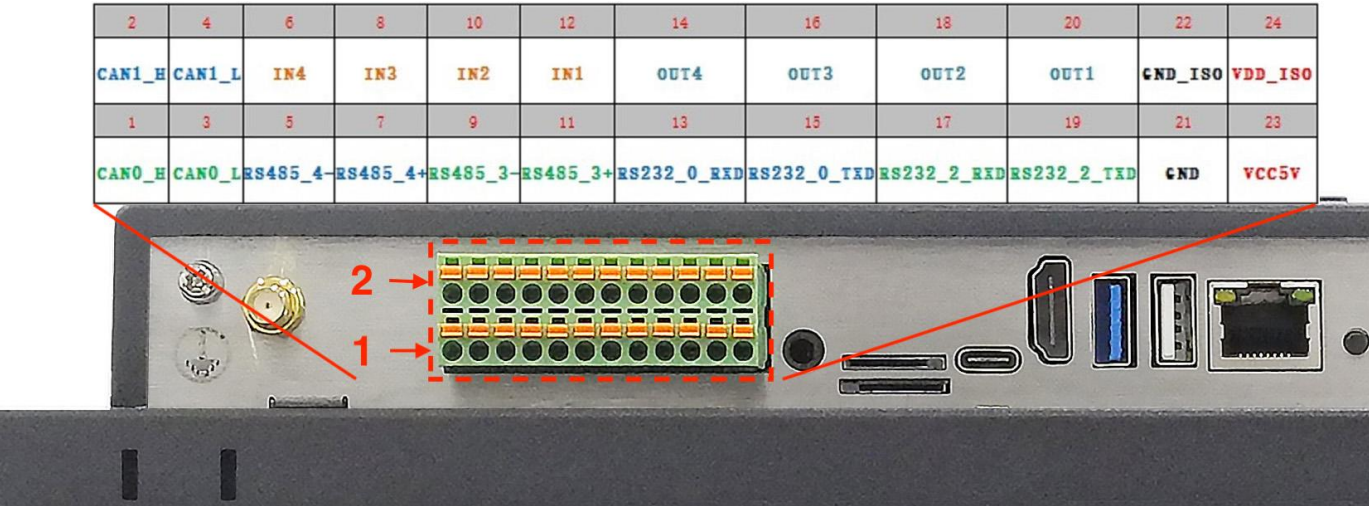 2 4 6 8 10 12 14 16 18 20 22 24
CAN1_H CAN1_L IN4 IN3 IN2 IN1 OUT4 OUT3 OUT2 OUT1 GND_ISO VDD_ISO
1 3 5 7 9 11 13 15 17 19 21 23
CAN0_H CAN0_L RS485_4- RS485_4+ RS485_3- RS485_3+ RS232_0_RXD RS232_0_TXD RS232_2_RXD RS232_2_TXD GND VCC5V
2
1